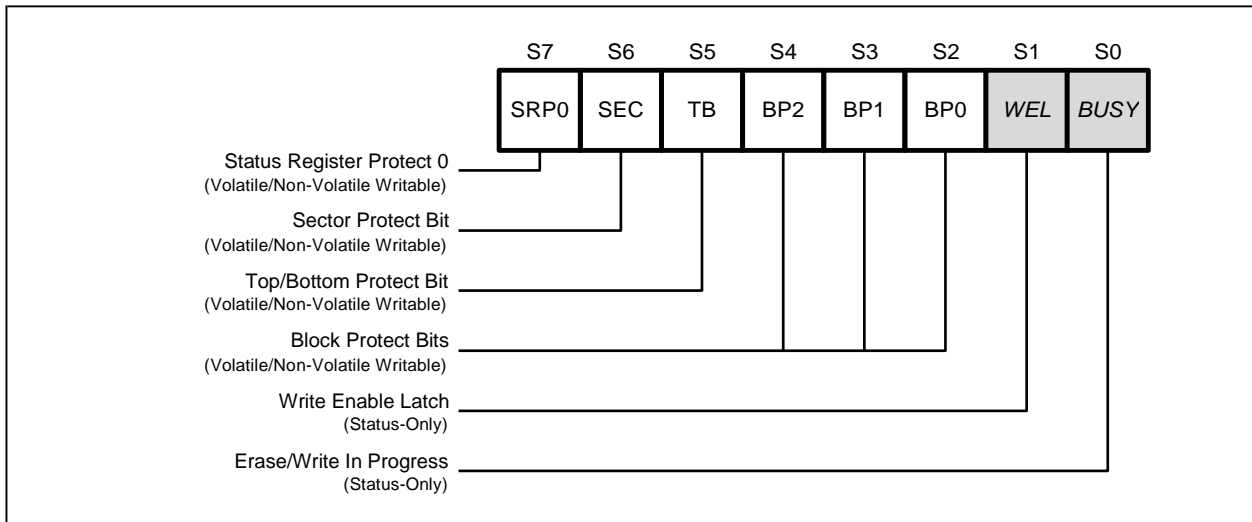 S7 S6 S5 S4 S3 S2 S1 S0
SRP0 SEC TB BP2 BP1 BP0 WEL BUSY
Status Register Protect 0
(Volatile/Non-Volatile Writable)
Sector Protect Bit
(Volatile/Non-Volatile Writable)
Top/Bottom Protect Bit
(Volatile/Non-Volatile Writable)
Block Protect Bits
(Volatile/Non-Volatile Writable)
Write Enable Latch
(Status-Only)
Erase/Write In Progress
(Status-Only)